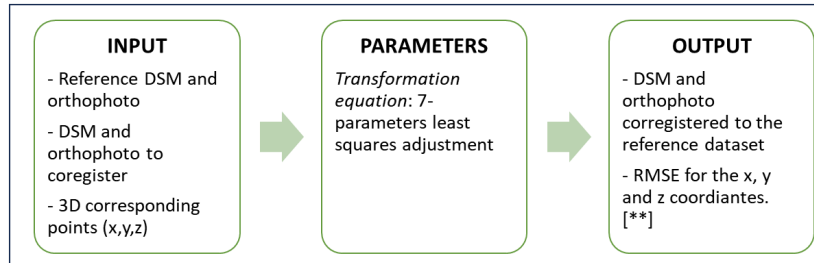 INPUT
- Reference DSM and
orthophoto
- DSM and
orthophoto to
coregister
- 3D corresponding
points (x,y,z)
PARAMETERS
Transformation
equation: 7-
parameters least
squares adjustment
OUTPUT
- DSM and
orthophoto
corregistered to the
reference dataset
- RMSE for the x, y
and z coordiantes.
[**]